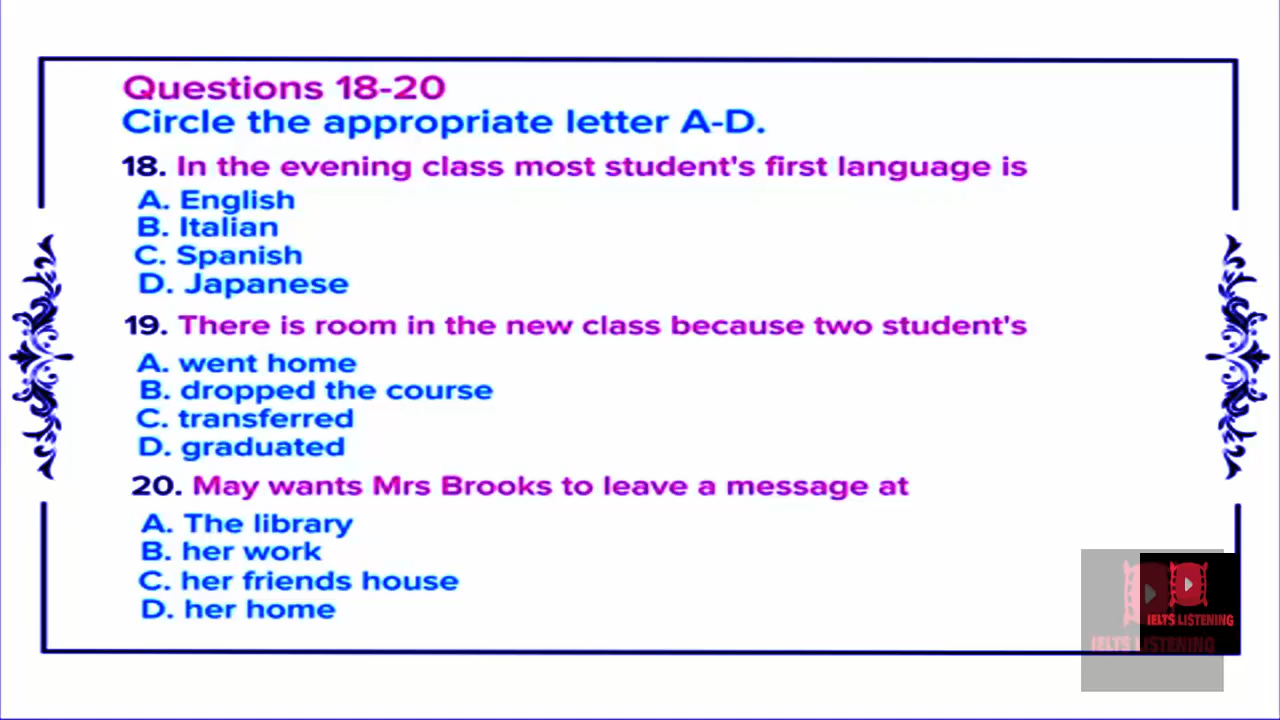 Questions 18-20
Circle the appropriate letter A-D.
18. In the evening class most student's first language is
A. English
B. Italian
C. Spanish
D. Japanese
19. There is room in the new class because two student's
A. went home
B. dropped the course
C. transferred
D. graduated
20. May wants Mrs Brooks to leave a message at
A. The library
B. her work
C. her friends house
D. her home
IELTS LISTENING
IELTS LISTENING